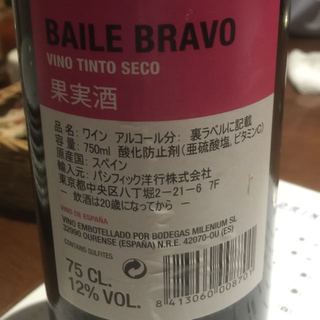 BAILE BRAVO
VINO TINTO SECO
果実酒
品名：ワイン アルコール分： 裏ラベルに記載
容量：750ml 酸化防止剤（亜硫酸塩、ビタミンC）
原産国：スペイン
輸入元：パシフィック洋行株式会社
東京都中央区八丁堀2-21-6 7F
― 飲酒は20歳になってから ―
VINO EN ESPAÑA
VINO EMBOTELLADO POR BODEGAS MILENIUM SL
32990 OURENSE (ESPAÑA) N.R.E. 42070-OU (ES)
CONTAINS SULFITES
75 CL.
12% VOL.
8 413060 008701